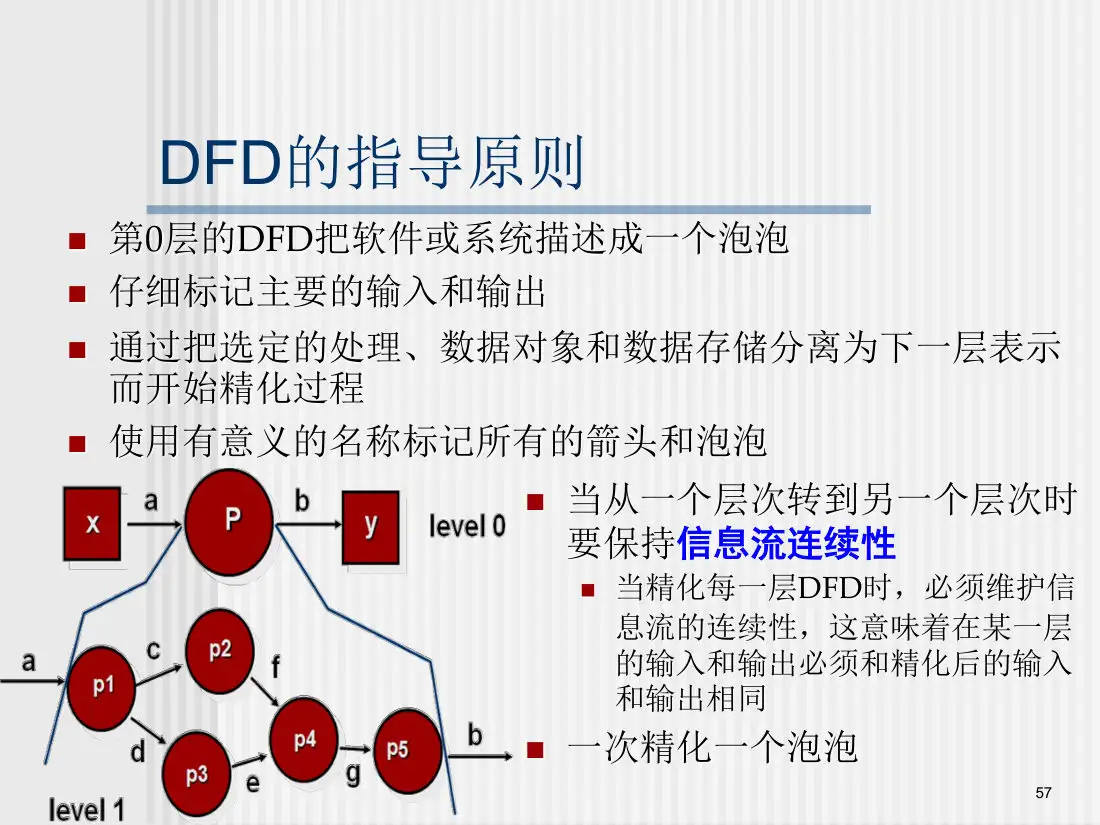 DFD的指导原则
第0层的DFD把软件或系统描述成一个泡泡
仔细标记主要的输入和输出
通过把选定的处理、数据对象和数据存储分离为下一层表示
而开始精化过程
使用有意义的名称标记所有的箭头和泡泡
x
a
P
b
y
level 0
a
p1
c
p2
f
d
p3
e
p4
g
p5
b
level 1
当从一个层次转到另一个层次时
要保持信息流连续性
当精化每一层DFD时，必须维护信
息流的连续性，这意味着在某一层
的输入和输出必须和精化后的输入
和输出相同
一次精化一个泡泡
57